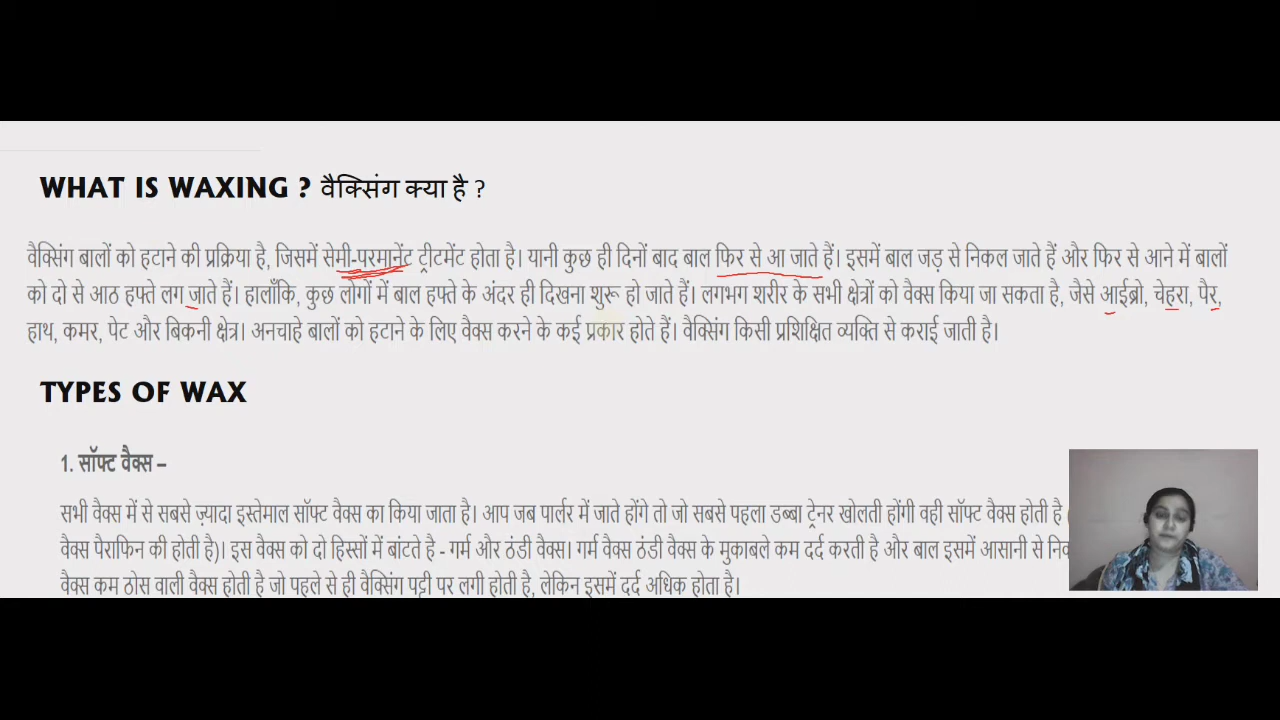 WHAT IS WAXING ? वैक्सिंग क्या है ?
वैक्सिंग बालों को हटाने की प्रक्रिया है, जिसमें सेमी-परमानेंट ट्रीटमेंट होता है। यानी कुछ ही दिनों बाद बाल फिर से आ जाते हैं। इसमें बाल जड़ से निकल जाते हैं और फिर से आने में बालों
को दो से आठ हफ्ते लग जाते हैं। हालाँकि, कुछ लोगों में बाल हफ्ते के अंदर ही दिखना शुरू हो जाते हैं। लगभग शरीर के सभी क्षेत्रों को वैक्स किया जा सकता है, जैसे आईब्रो, चेहरा, पैर,
हाथ, कमर, पेट और बिकनी क्षेत्र। अनचाहे बालों को हटाने के लिए वैक्स करने के कई प्रकार होते हैं। वैक्सिंग किसी प्रशिक्षित व्यक्ति से कराई जाती है।
TYPES OF WAX
1. सॉफ्ट वैक्स –
सभी वैक्स में से सबसे ज़्यादा इस्तेमाल सॉफ्ट वैक्स का किया जाता है। आप जब पार्लर में जाते होंगे तो जो सबसे पहला डब्बा ट्रेनर खोलती होंगी वही सॉफ्ट वैक्स होती है
वैक्स पैराफिन की होती है)। इस वैक्स को दो हिस्सों में बांटते है - गर्म और ठंडी वैक्स। गर्म वैक्स ठंडी वैक्स के मुकाबले कम दर्द करती है और बाल इसमें आसानी से
वैक्स कम ठोस वाली वैक्स होती है जो पहले से ही वैक्सिंग पट्टी पर लगी होती है, लेकिन इसमें दर्द अधिक होता है।